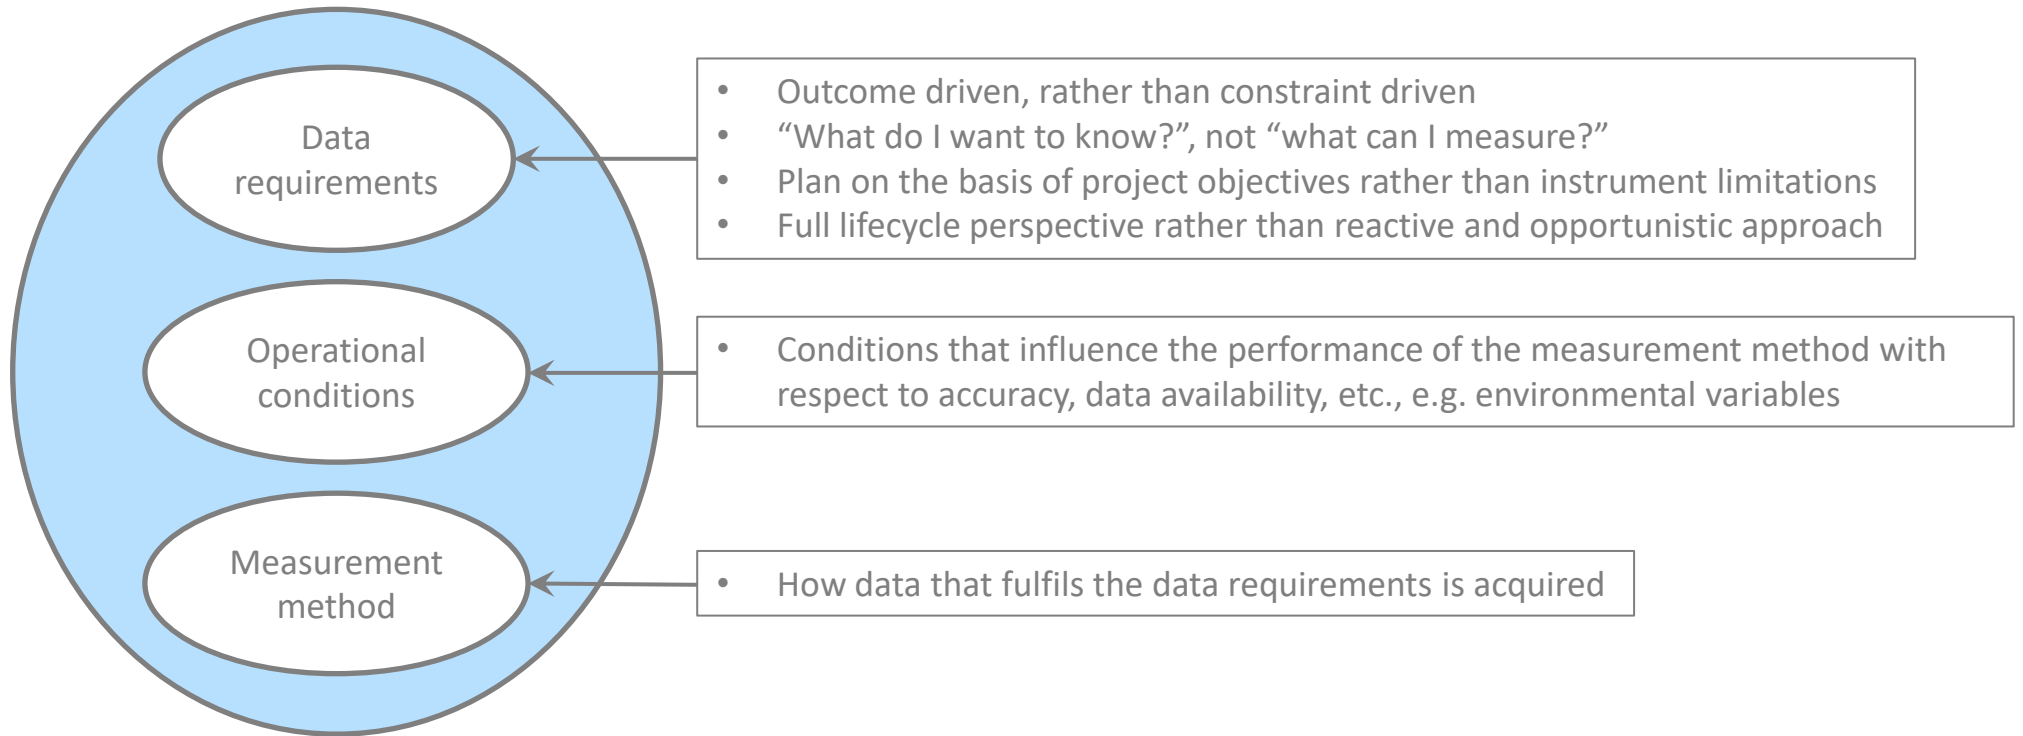 Data
requirements
• Outcome driven, rather than constraint driven
• “What do I want to know?”, not “what can I measure?”
• Plan on the basis of project objectives rather than instrument limitations
• Full lifecycle perspective rather than reactive and opportunistic approach
Operational
conditions
• Conditions that influence the performance of the measurement method with
respect to accuracy, data availability, etc., e.g. environmental variables
Measurement
method
• How data that fulfils the data requirements is acquired